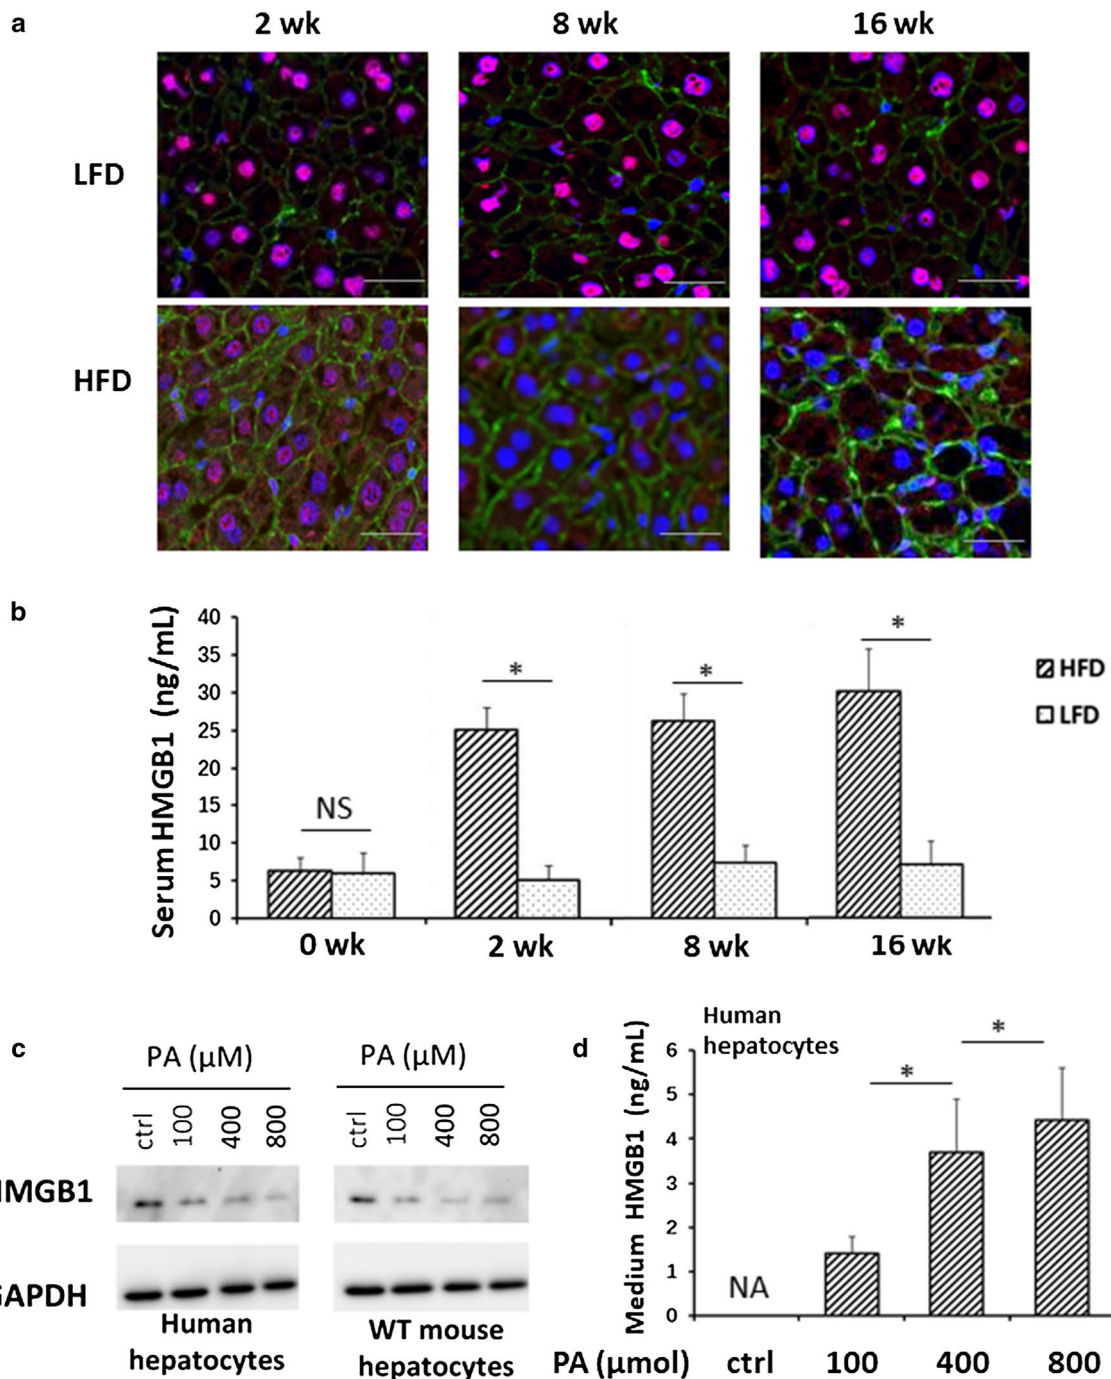 a
2 wk 8 wk 16 wk
LFD
HFD
b
Serum HMGB1 (ng/mL)
40
35
30
25
20
15
10
5
0
NS
*
*
*
HFD
LFD
0 wk 2 wk 8 wk 16 wk
c
PA (μM) PA (μM)
ctrl 100 400 800 ctrl 100 400 800
HMGB1
GAPDH
Human
hepatocytes
WT mouse
hepatocytes
d
Human
hepatocytes
Medium HMGB1 (ng/mL)
6
5
4
3
2
1
0
*
*
NA
PA (μmol) ctrl 100 400 800